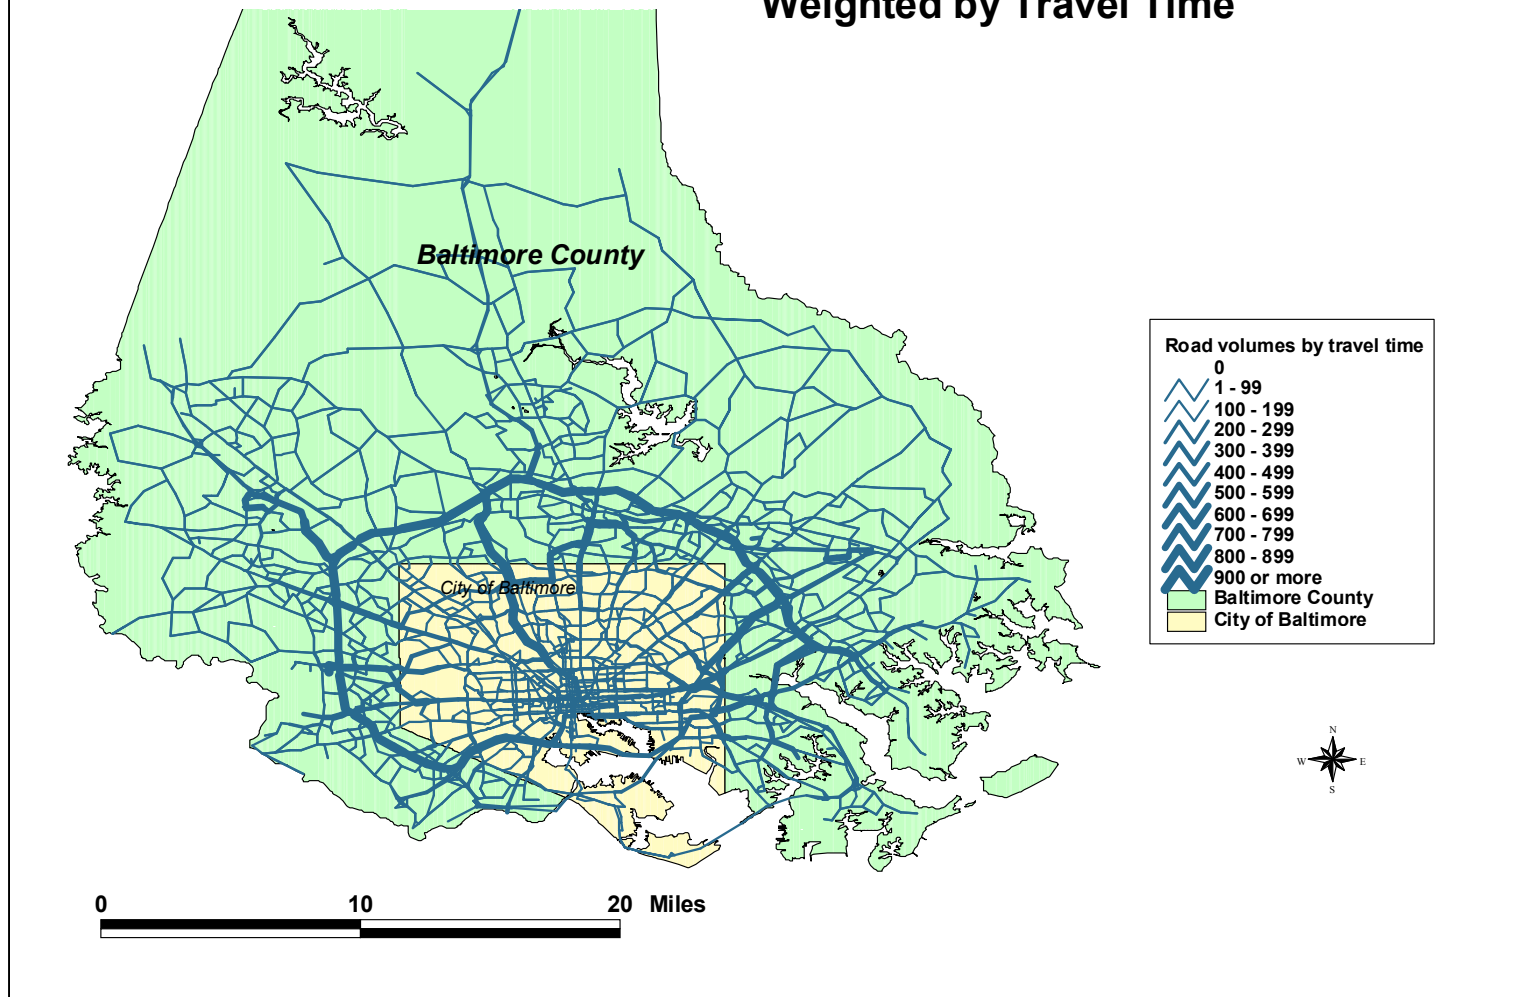 Weighted by Travel Time
Baltimore County
City of Baltimore
Road volumes by travel time
0
1 - 99
100 - 199
200 - 299
300 - 399
400 - 499
500 - 599
600 - 699
700 - 799
800 - 899
900 or more
Baltimore County
City of Baltimore
N
W E
S
0 10 20 Miles